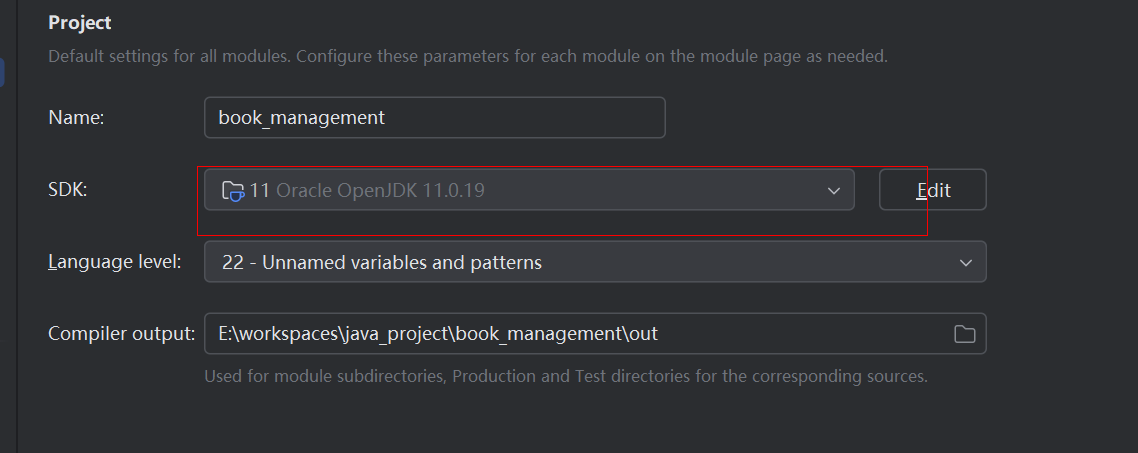 Project
Default settings for all modules. Configure these parameters for each module on the module page as needed.
Name: book_management
SDK: 11 Oracle OpenJDK 11.0.19 Edit
Language level: 22 - Unnamed variables and patterns
Compiler output: E:\workspaces\java_project\book_management\out
Used for module subdirectories, Production and Test directories for the corresponding sources.